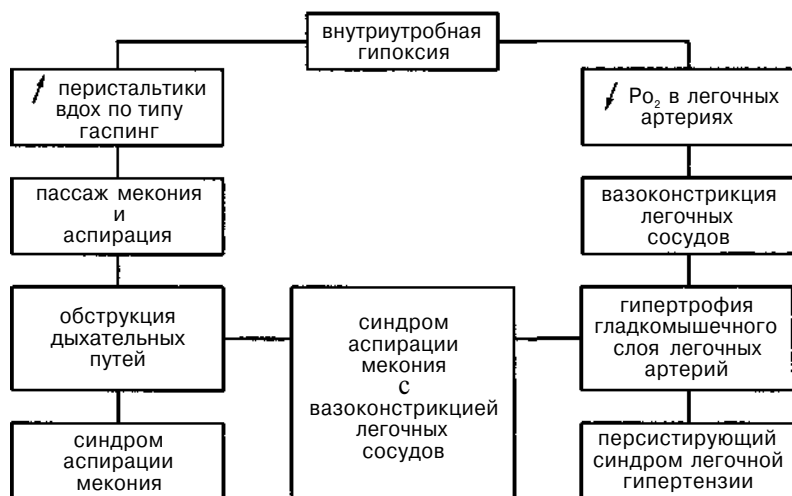 внутриутробная
гипоксия
перистальтики
вдох по типу
гаспинг
Po₂ в легочных
артериях
пассаж мекония
и
аспирация
вазоконстрикция
легочных
сосудов
обструкция
дыхательных
путей
синдром
аспирации
мекония
с
вазоконстрикцией
легочных
сосудов
гипертрофия
гладкомышечного
слоя легочных
артерий
синдром
аспирации
мекония
персистирующий
синдром легочной
гипертензии